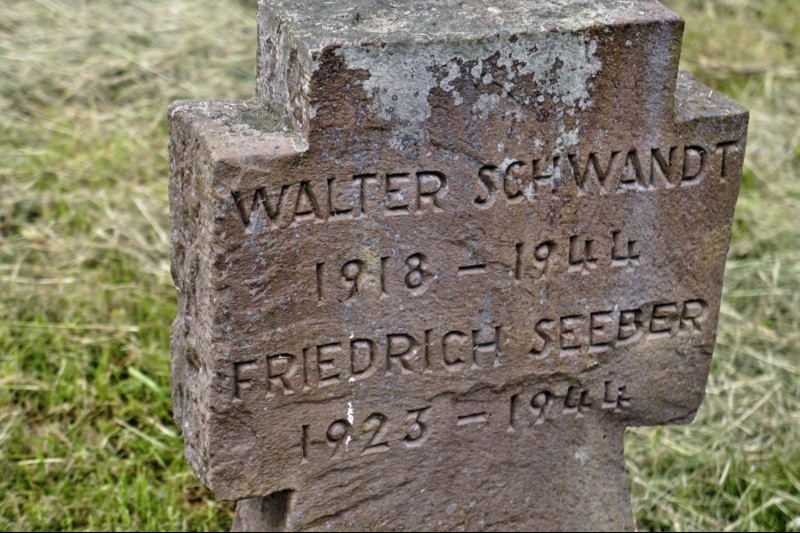 WALTER SCHWANDT
1918 – 1944
FRIEDRICH SEEBER
1923 – 1944